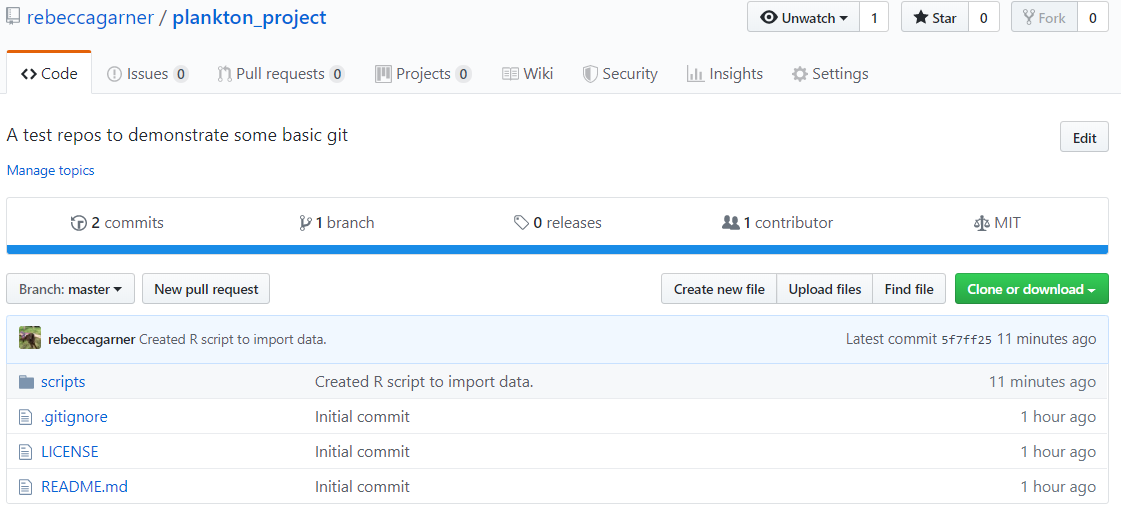 rebeccagarner / plankton_project Unwatch 1 Star 0 Fork 0
Code Issues 0 Pull requests 0 Projects 0 Wiki Security Insights Settings
A test repos to demonstrate some basic git Edit
Manage topics
2 commits 1 branch 0 releases 1 contributor MIT
Branch: master New pull request Create new file Upload files Find file Clone or download
rebeccagarner Created R script to import data. Latest commit 5f7ff25 11 minutes ago
scripts Created R script to import data. 11 minutes ago
.gitignore Initial commit 1 hour ago
LICENSE Initial commit 1 hour ago
README.md Initial commit 1 hour ago